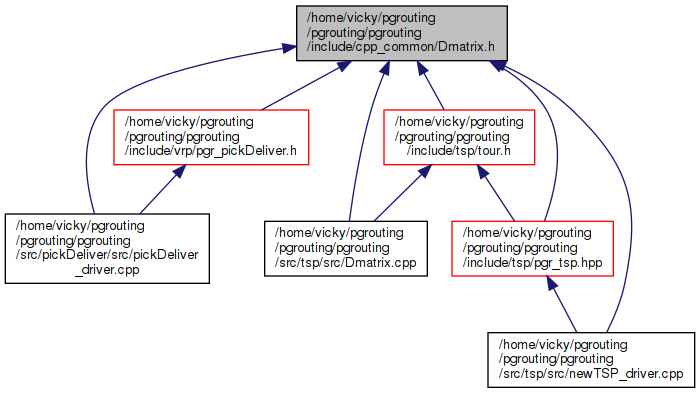 /home/vicky/pgrouting
/pgrouting/pgrouting
/include/cpp_common/Dmatrix.h
/home/vicky/pgrouting
/pgrouting/pgrouting
/include/vrp/pgr_pickDeliver.h
/home/vicky/pgrouting
/pgrouting/pgrouting
/include/tsp/tour.h
/home/vicky/pgrouting
/pgrouting/pgrouting
/src/pickDeliver/src/pickDeliver
_driver.cpp
/home/vicky/pgrouting
/pgrouting/pgrouting
/src/tsp/src/Dmatrix.cpp
/home/vicky/pgrouting
/pgrouting/pgrouting
/include/tsp/pgr_tsp.hpp
/home/vicky/pgrouting
/pgrouting/pgrouting
/src/tsp/src/newTSP_driver.cpp